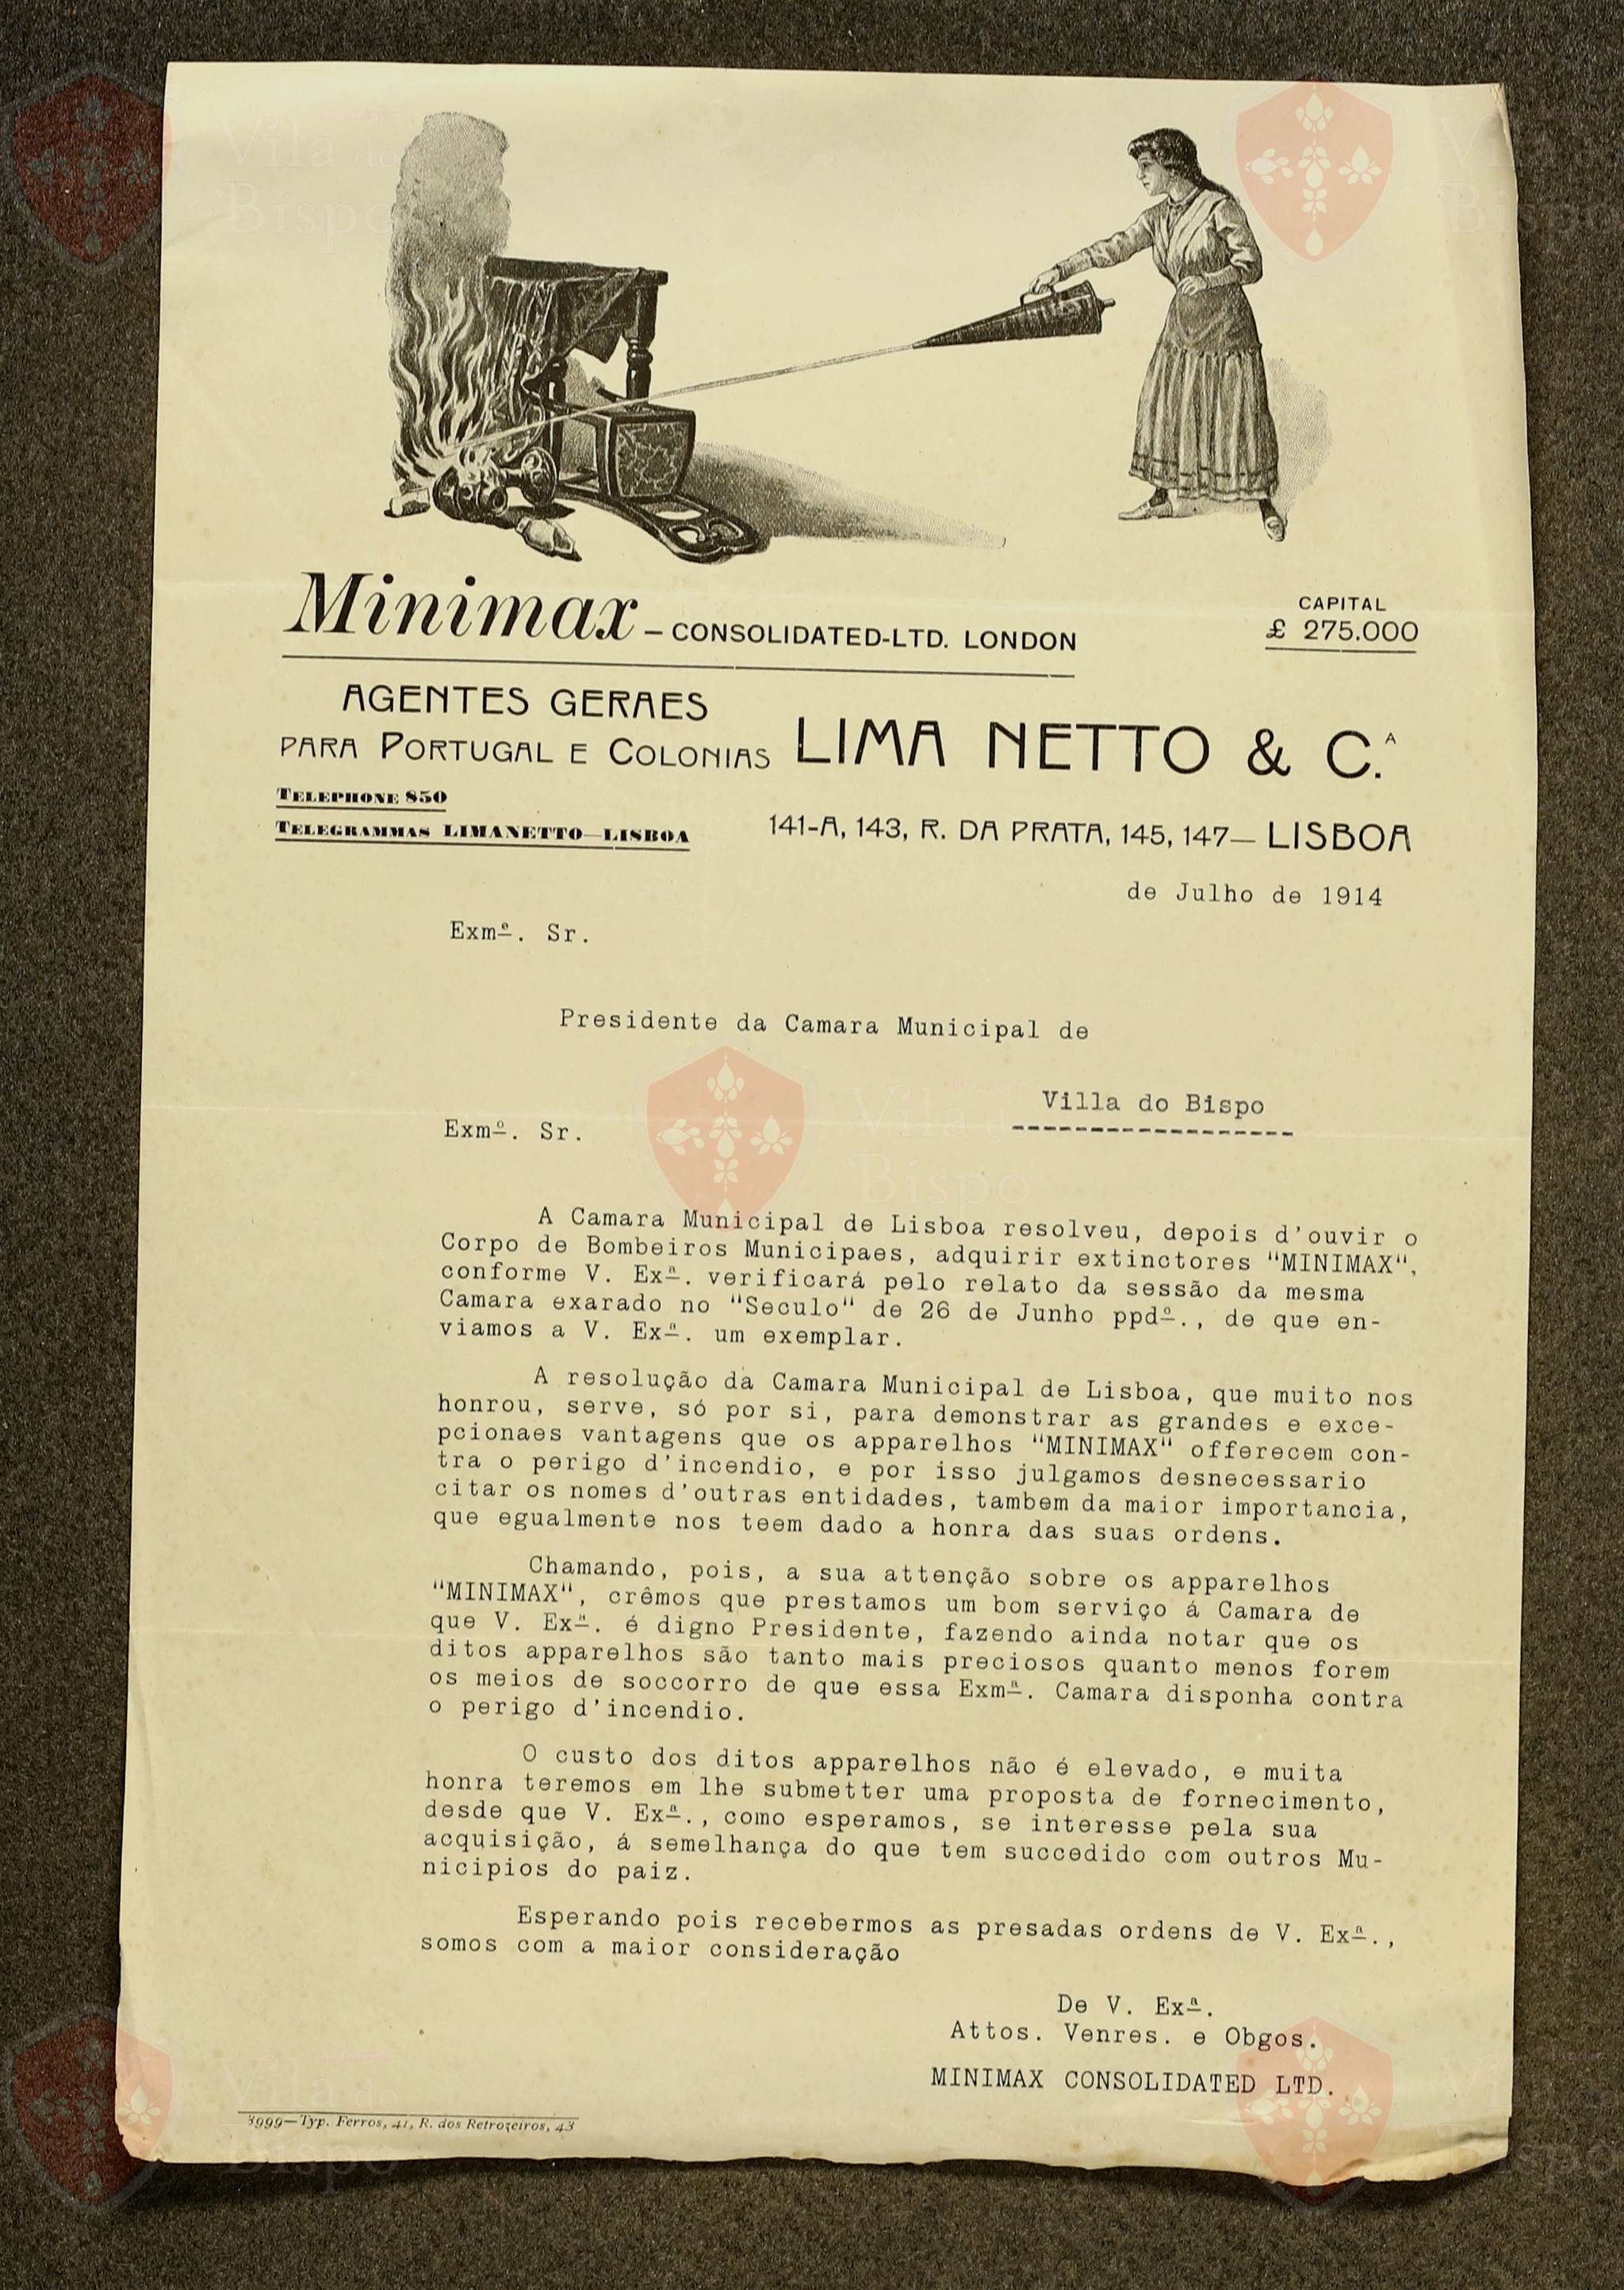 Minimax – CONSOLIDATED-LTD. LONDON
CAPITAL
£ 275.000
AGENTES GERAES
PARA PORTUGAL E COLONIAS LIMA NETTO & C.ᴬ
TELEPHONE 850
TELEGRAMMAS LIMANETTO—LISBOA
141-A, 143, R. DA PRATA, 145, 147— LISBOA
de Julho de 1914
Exmº. Sr.
Presidente da Camara Municipal de
Villa do Bispo
Exmº. Sr.
A Camara Municipal de Lisboa resolveu, depois d'ouvir o
Corpo de Bombeiros Municipaes, adquirir extinctores "MINIMAX",
conforme V. Exª. verificará pelo relato da sessão da mesma
Camara exarado no "Seculo" de 26 de Junho ppdº., de que en-
viamos a V. Exª. um exemplar.
A resolução da Camara Municipal de Lisboa, que muito nos
honrou, serve, só por si, para demonstrar as grandes e exce-
pcionaes vantagens que os apparelhos "MINIMAX" offerecem con-
tra o perigo d'incendio, e por isso julgamos desnecessario
citar os nomes d'outras entidades, tambem da maior importancia,
que egualmente nos teem dado a honra das suas ordens.
Chamando, pois, a sua attenção sobre os apparelhos
"MINIMAX", crêmos que prestamos um bom serviço á Camara de
que V. Exª. é digno Presidente, fazendo ainda notar que os
ditos apparelhos são tanto mais preciosos quanto menos forem
os meios de soccorro de que essa Exmª. Camara disponha contra
o perigo d'incendio.
O custo dos ditos apparelhos não é elevado, e muita
honra teremos em lhe submetter uma proposta de fornecimento,
desde que V. Exª., como esperamos, se interesse pela sua
acquisição, á semelhança do que tem succedido com outros Mu-
nicipios do paiz.
Esperando pois recebermos as presadas ordens de V. Exª.,
somos com a maior consideração
De V. Exª.
Attos. Venres. e Obgos.
MINIMAX CONSOLIDATED LTD.
3999—Typ. Ferros, 41, R. dos Retrozeiros, 43
Vila do
Bispo
Vila do
Bispo